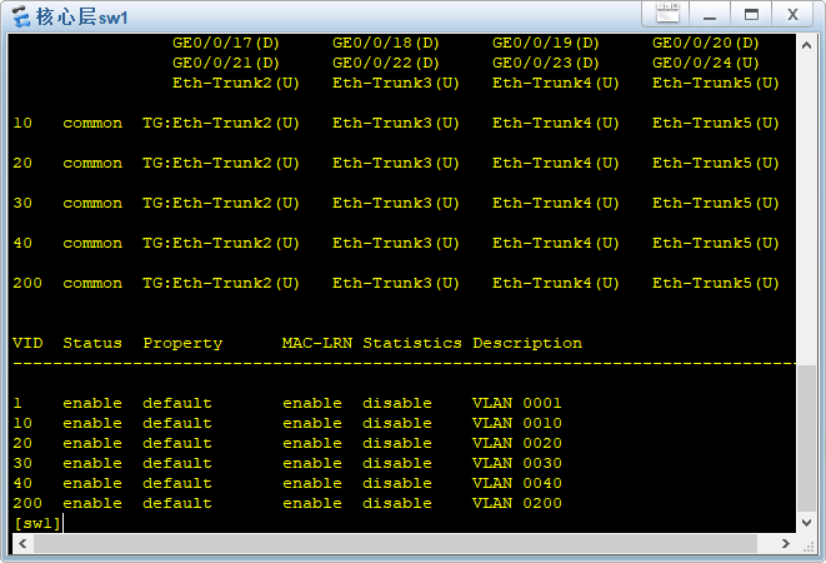 核心层sw1
GE0/0/17(D) GE0/0/18(D) GE0/0/19(D) GE0/0/20(D)
GE0/0/21(D) GE0/0/22(D) GE0/0/23(D) GE0/0/24(U)
Eth-Trunk2(U) Eth-Trunk3(U) Eth-Trunk4(U) Eth-Trunk5(U)
10 common TG:Eth-Trunk2(U) Eth-Trunk3(U) Eth-Trunk4(U) Eth-Trunk5(U)
20 common TG:Eth-Trunk2(U) Eth-Trunk3(U) Eth-Trunk4(U) Eth-Trunk5(U)
30 common TG:Eth-Trunk2(U) Eth-Trunk3(U) Eth-Trunk4(U) Eth-Trunk5(U)
40 common TG:Eth-Trunk2(U) Eth-Trunk3(U) Eth-Trunk4(U) Eth-Trunk5(U)
200 common TG:Eth-Trunk2(U) Eth-Trunk3(U) Eth-Trunk4(U) Eth-Trunk5(U)
VID Status Property MAC-LRN Statistics Description
--------------------------------------------------------------------------------
1 enable default enable disable VLAN 0001
10 enable default enable disable VLAN 0010
20 enable default enable disable VLAN 0020
30 enable default enable disable VLAN 0030
40 enable default enable disable VLAN 0040
200 enable default enable disable VLAN 0200
[sw1]